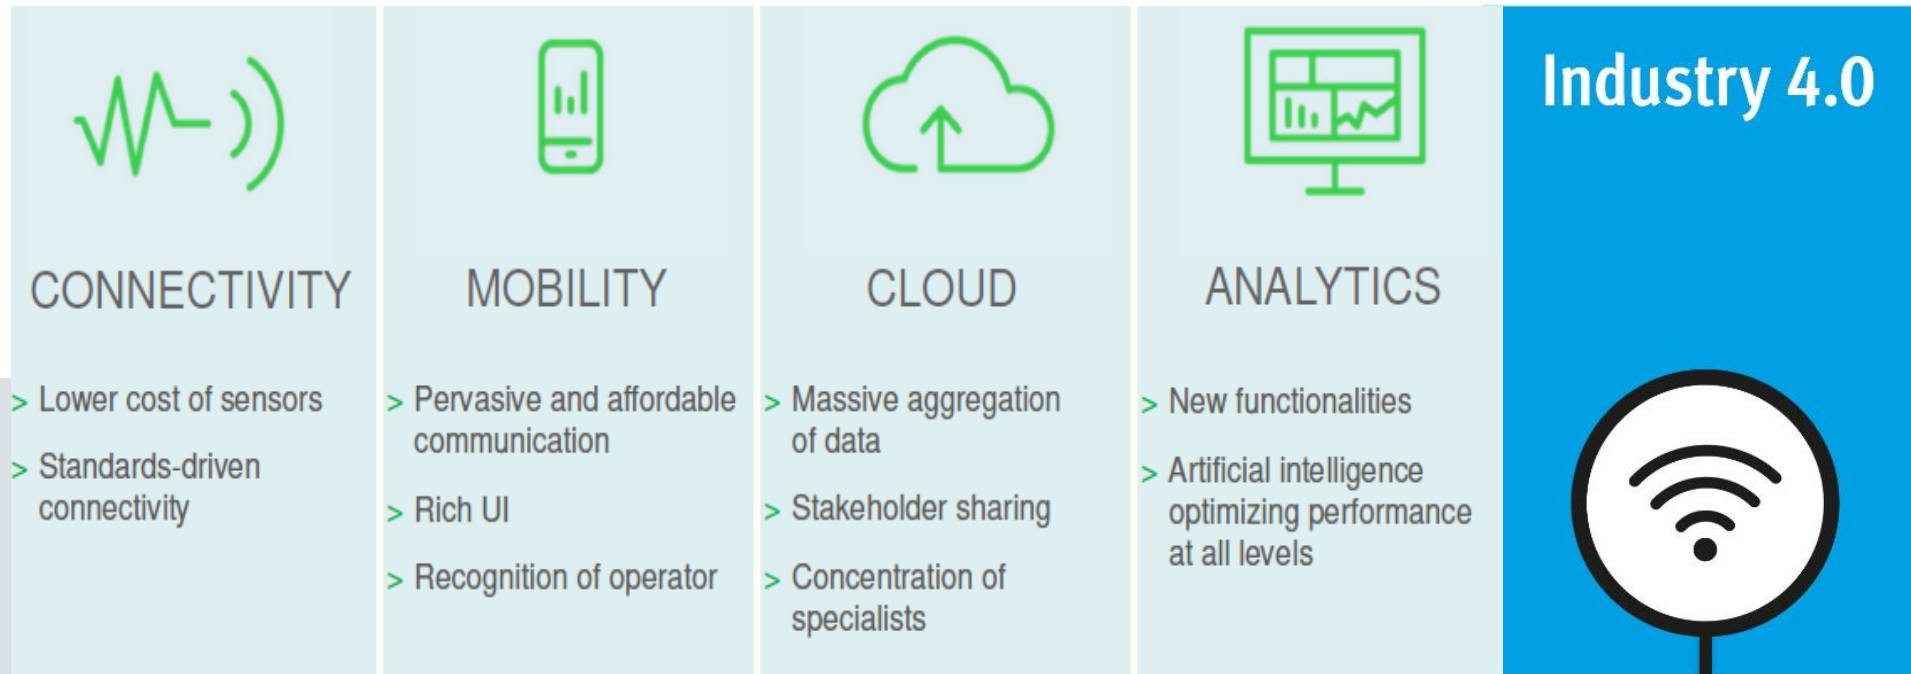 CONNECTIVITY
> Lower cost of sensors
> Standards-driven
connectivity
MOBILITY
> Pervasive and affordable
communication
> Rich UI
> Recognition of operator
CLOUD
> Massive aggregation
of data
> Stakeholder sharing
> Concentration of
specialists
ANALYTICS
> New functionalities
> Artificial intelligence
optimizing performance
at all levels
Industry 4.0